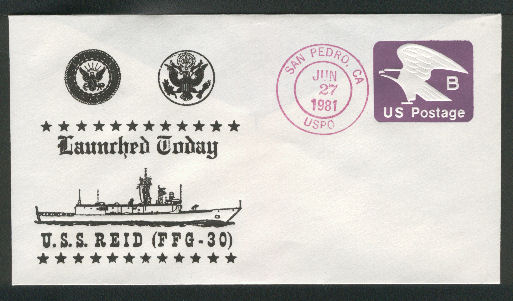 Launched Today
U.S.S. REID (FFG-30)
SAN PEDRO, CA
JUN
27
1981
USPO
B
US Postage